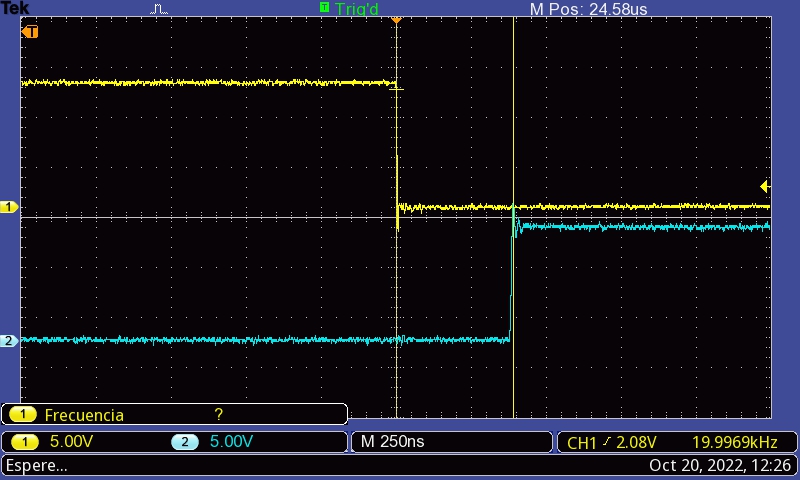 Tek T Trig'd M Pos: 24.58us
T
1
2
1 Frecuencia ?
1 5.00V 2 5.00V M 250ns CH1 2.08V 19.9969kHz
Espere... Oct 20, 2022, 12:26